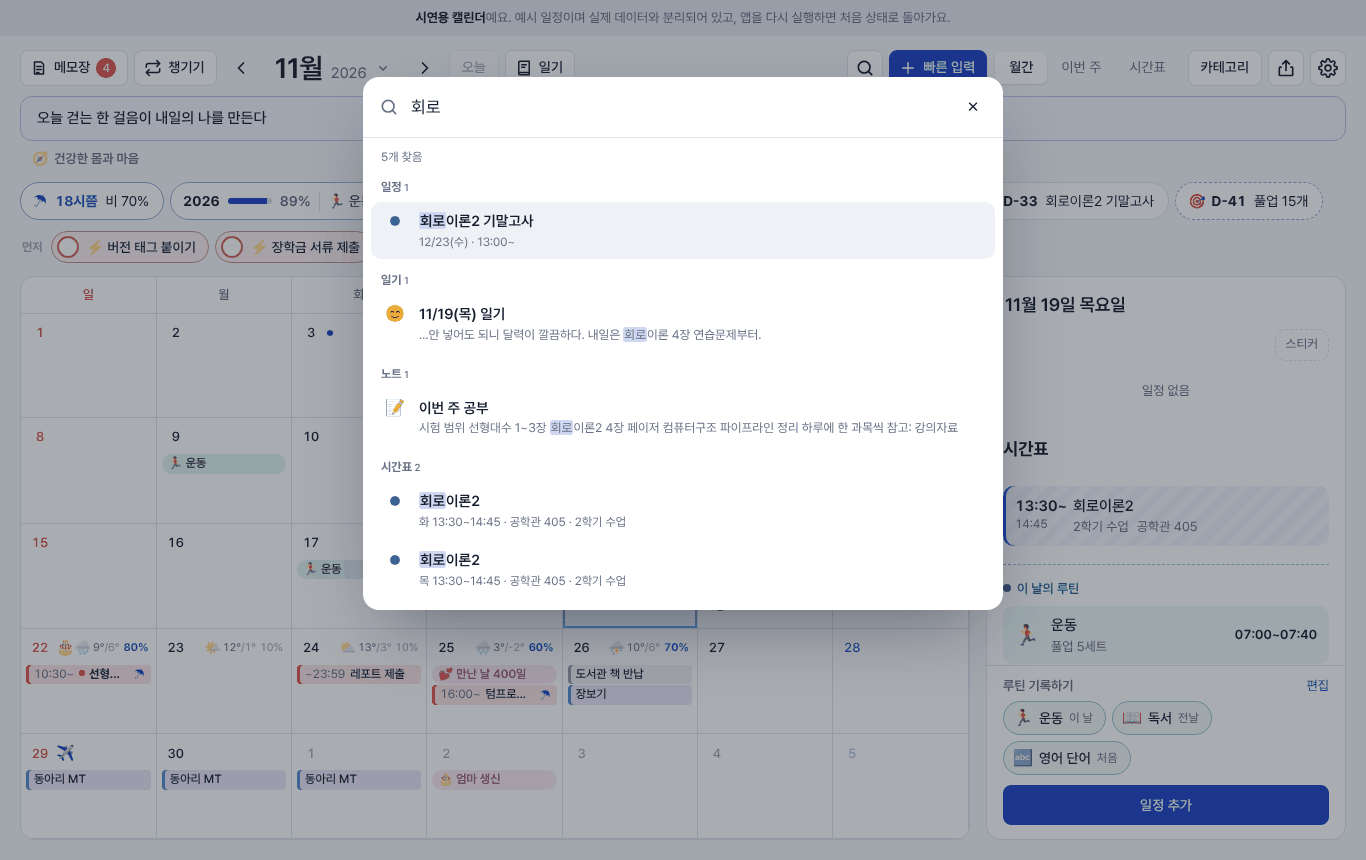 시연용 캘린더예요. 예시 일정이며 실제 데이터와 분리되어 있고, 앱을 다시 실행하면 처음 상태로 돌아가요.
메모장 4 챙기기 11월 2026 오늘 일기 빠른 입력 월간 이번 주 시간표 카테고리
오늘 걷는 한 걸음이 내일의 나를 만든다
건강한 몸과 마음
18시쯤 비 70% 2026 89% D-33 회로이론2 기말고사 D-41 풀업 15개
먼저 버전 태그 붙이기 장학금 서류 제출
회로
5개 찾음
일정 1
회로이론2 기말고사
12/23(수) · 13:00~
일기 1
11/19(목) 일기
...안 넣어도 되니 달력이 깔끔하다. 내일은 회로이론 4장 연습문제부터.
노트 1
이번 주 공부
시험 범위 선형대수 1~3장 회로이론2 4장 페이저 컴퓨터구조 파이프라인 정리 하루에 한 과목씩 참고: 강의자료
시간표 2
회로이론2
화 13:30~14:45 · 공학관 405 · 2학기 수업
회로이론2
목 13:30~14:45 · 공학관 405 · 2학기 수업
일 월
1 2 3
8 9 10
운동
15 16 17
운동
22 9°/6° 80% 23 12°/1° 10% 24 13°/3° 10% 25 3°/-2° 60% 26 10°/6° 70% 27 28
10:30~ 선형... ~23:59 레포트 제출 만난 날 400일 도서관 책 반납
16:00~ 텀프로... 장보기
29 30 1 2 3 4 5
동아리 MT 동아리 MT 동아리 MT 엄마 생신
11월 19일 목요일
스티커
일정 없음
시간표
13:30~ 회로이론2
14:45 2학기 수업 공학관 405
이 날의 루틴
운동 07:00~07:40
풀업 5세트
루틴 기록하기 편집
운동 이 날 독서 전날
영어 단어 처음
일정 추가